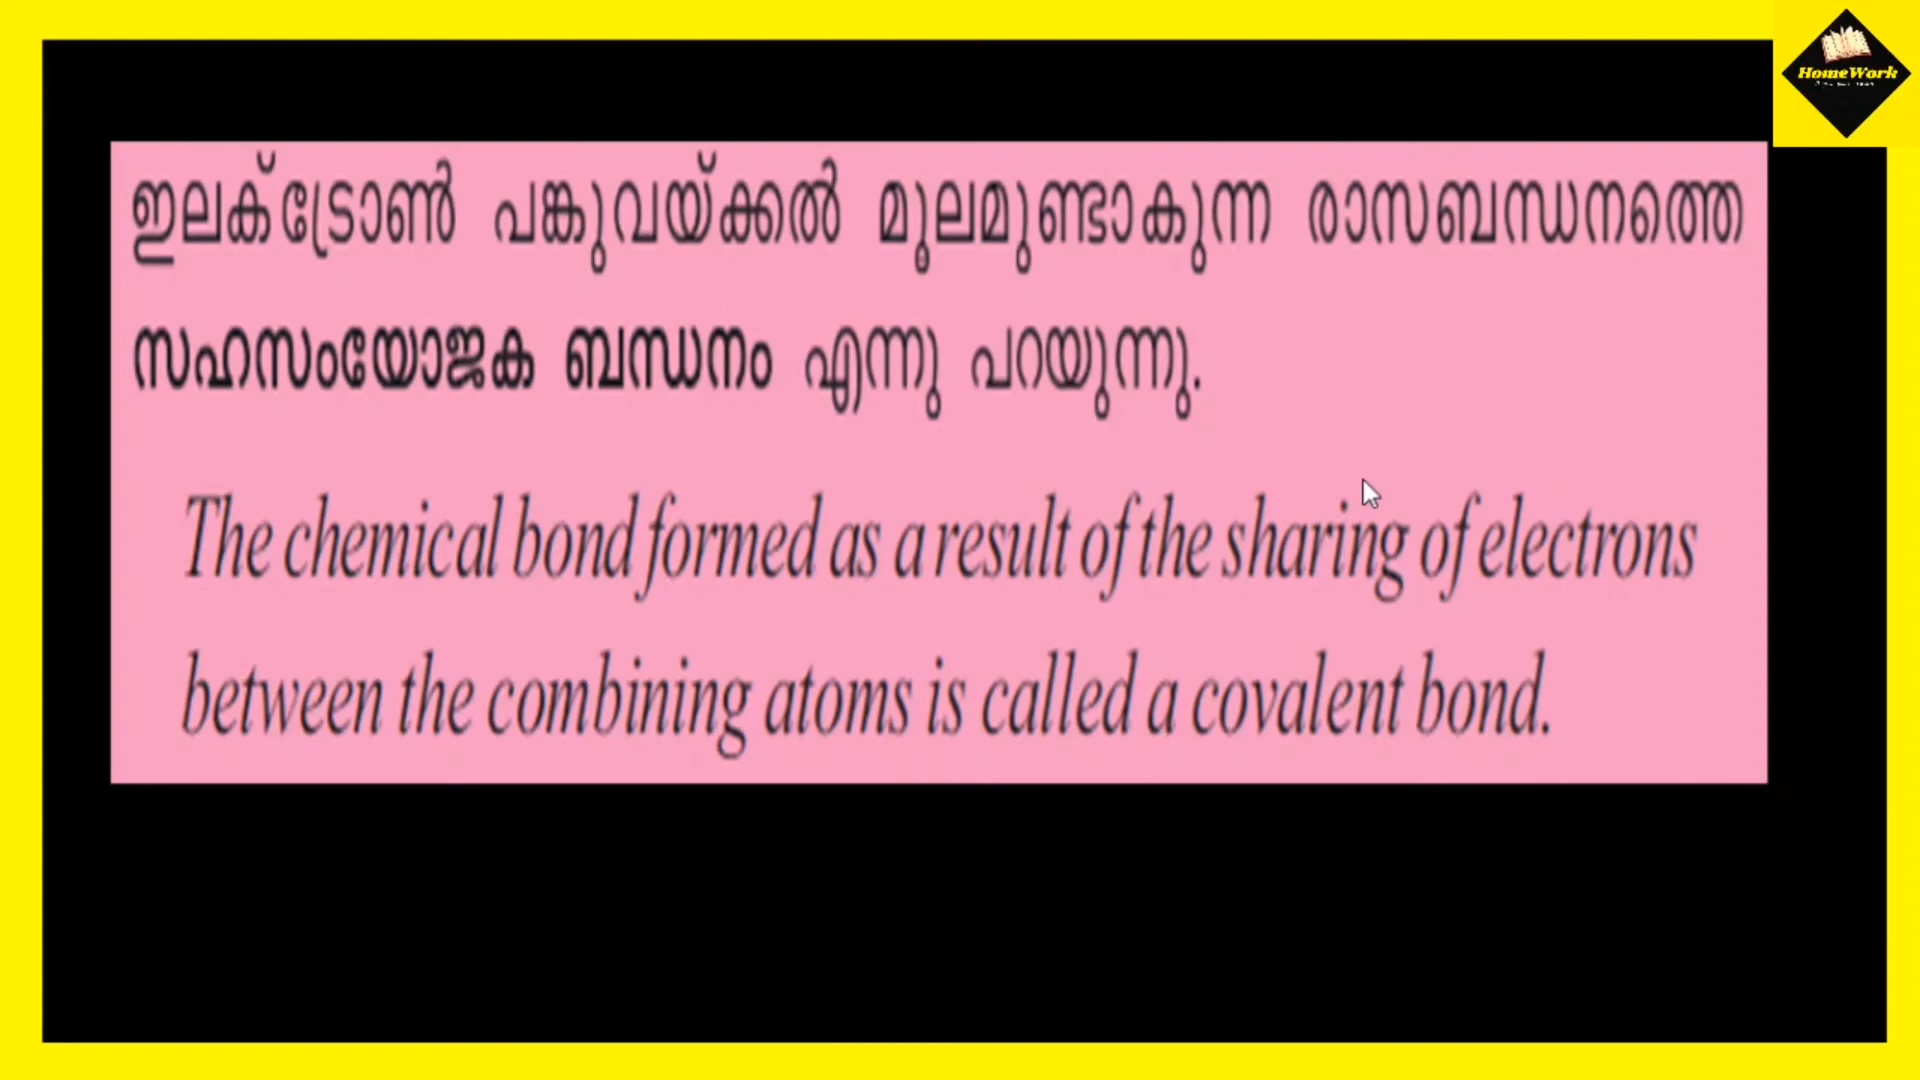 HomeWork
ഇലക്ട്രോൺ പങ്കുവയ്ക്കൽ മൂലമുണ്ടാകുന്ന രാസബന്ധനത്തെ
സഹസംയോജക ബന്ധനം എന്നു പറയുന്നു.
The chemical bond formed as a result of the sharing of electrons
between the combining atoms is called a covalent bond.